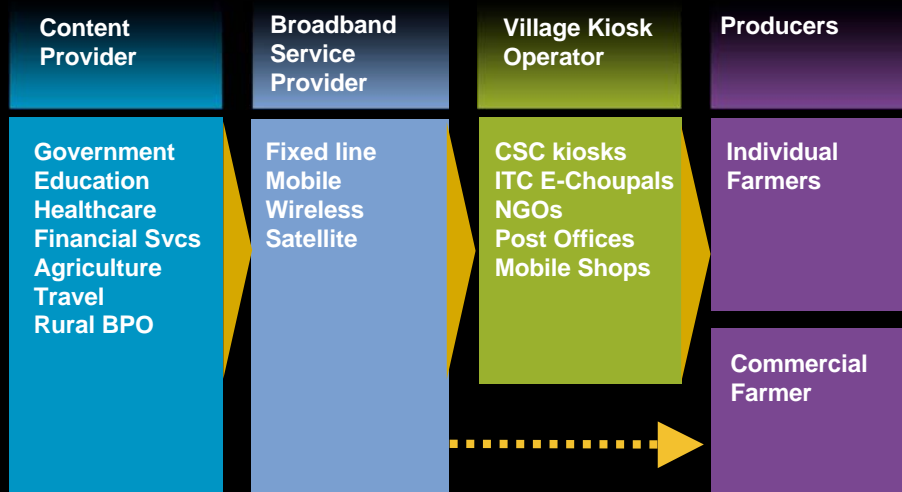 Content
Provider
Broadband
Service
Provider
Village Kiosk
Operator
Producers
Government
Education
Healthcare
Financial Svcs
Agriculture
Travel
Rural BPO
Fixed line
Mobile
Wireless
Satellite
CSC kiosks
ITC E-Choupals
NGOs
Post Offices
Mobile Shops
Individual
Farmers
Commercial
Farmer